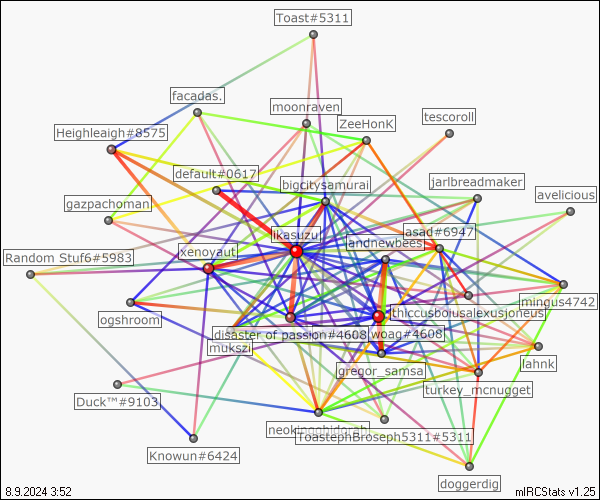 Toast#5311
facadas.
moonraven
ZeeHonK
tescoroll
Heighleaigh#8575
default#0617
bigcitysamurai
jarlbreadmaker
avelicious
gazpachoman
likasuzu
asad#6947
andnewbees
xenoyaut
Random Stuf6#5983
mingus4742
ogshroom
disaster of passion#4608
woag#4608
mukszi
gregor_samsa
lahnk
turkey_mcnugget
Duck™#9103
ToastephBroseph5311#5311
Knowun#6424
doggerdig
8.9.2024 3:52
mIRCStats v1.25